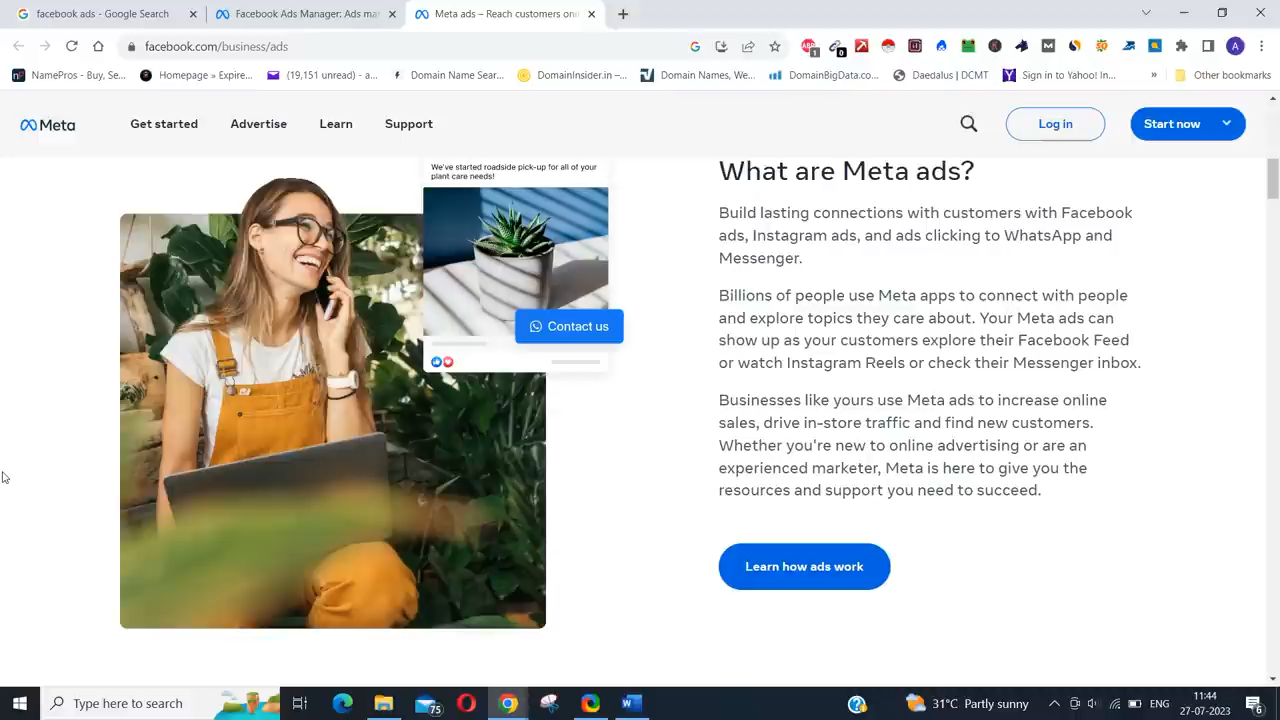 facebook ads - Google Search
Facebook Ads Manager: Ads ma
Meta ads – Reach customers on
facebook.com/business/ads
NamePros - Buy, Se...
Homepage » Expire...
(19,151 unread) - a...
Domain Name Sear...
DomainInsider.in –...
Domain Names, We...
DomainBigData.co...
Daedalus | DCMT
Sign in to Yahoo! In...
»
Other bookmarks
Meta
Get started
Advertise
Learn
Support
Log in
Start now
We've started roadside pick-up for all of your
plant care needs!
Contact us
What are Meta ads?
Build lasting connections with customers with Facebook
ads, Instagram ads, and ads clicking to WhatsApp and
Messenger.
Billions of people use Meta apps to connect with people
and explore topics they care about. Your Meta ads can
show up as your customers explore their Facebook Feed
or watch Instagram Reels or check their Messenger inbox.
Businesses like yours use Meta ads to increase online
sales, drive in-store traffic and find new customers.
Whether you're new to online advertising or are an
experienced marketer, Meta is here to give you the
resources and support you need to succeed.
Learn how ads work
Type here to search
75
31°C Partly sunny
ENG
11:44
27-07-2023
6